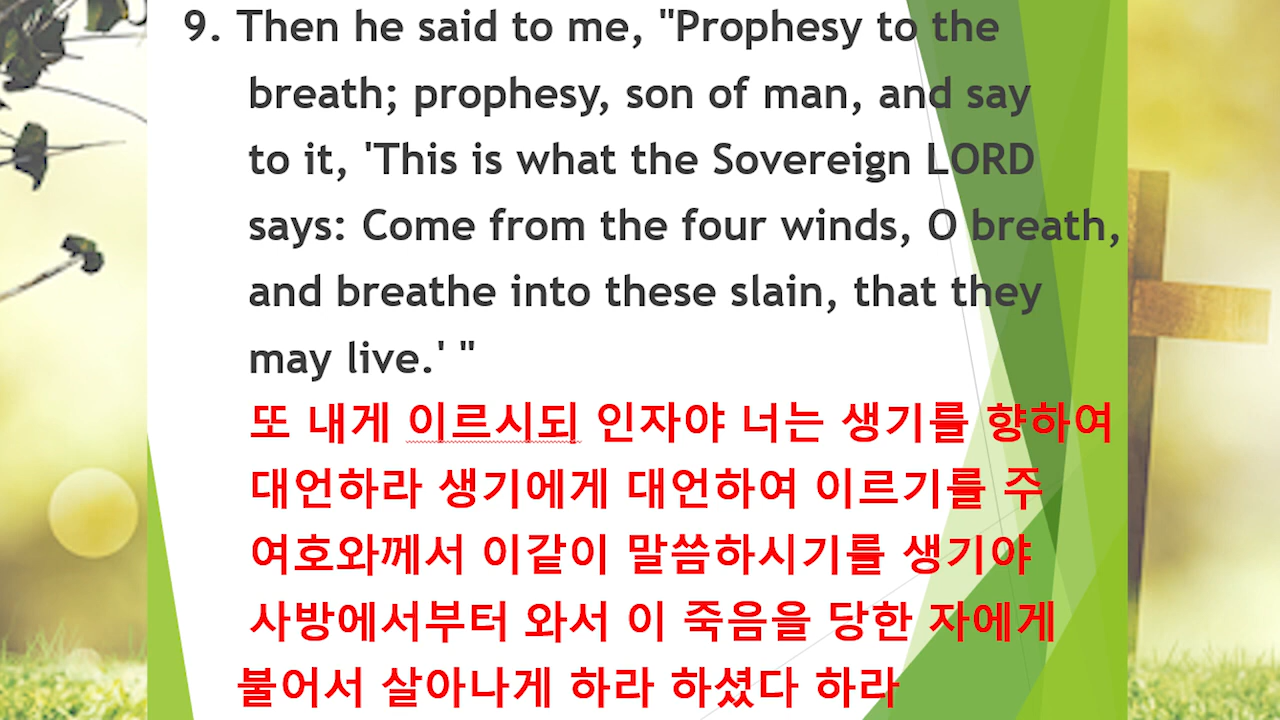 9. Then he said to me, "Prophesy to the
breath; prophesy, son of man, and say
to it, 'This is what the Sovereign LORD
says: Come from the four winds, O breath,
and breathe into these slain, that they
may live.' "
또 내게 이르시되 인자야 너는 생기를 향하여
대언하라 생기에게 대언하여 이르기를 주
여호와께서 이같이 말씀하시기를 생기야
사방에서부터 와서 이 죽음을 당한 자에게
불어서 살아나게 하라 하셨다 하라